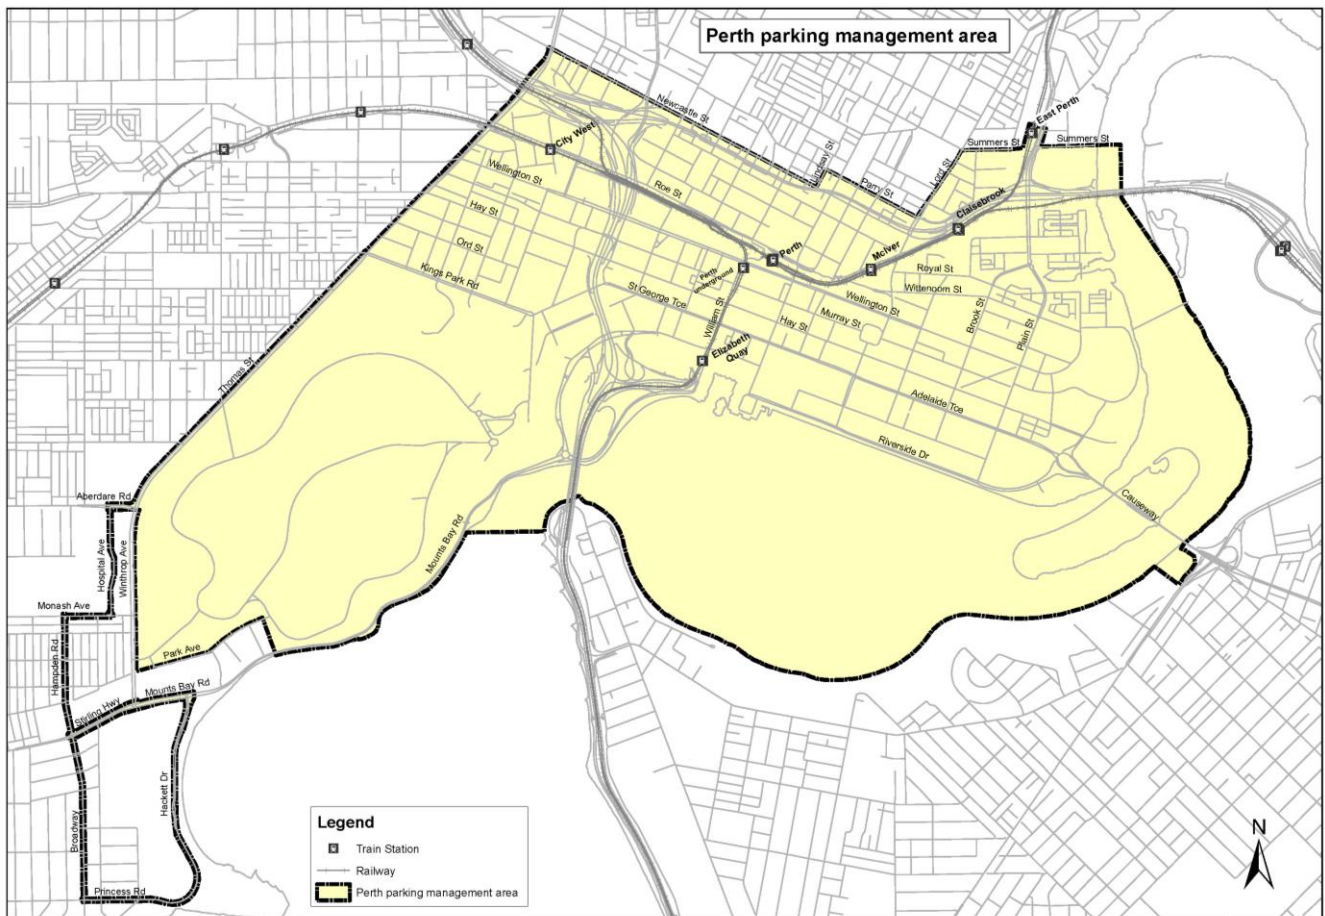 Perth parking management area
Newcastle St
East Perth
Summers St
Summers St
City West
Lindsay St
Parry St
Lord St
Wellington St
Roe St
Claisebrook
Hay St
Ord St
Perth
McIver
Royal St
Kings Park Rd
Perth
underground
Wittenoom St
St George Tce
William St
Wellington St
Murray St
Hay St
Brook St
Plain St
Elizabeth
Quay
Thomas St
Adelaide Tce
Riverside Dr
Aberdare Rd
Causeway
Mounts Bay Rd
Hospital Ave
Winthrop Ave
Monash Ave
Hampden Rd
Park Ave
Mounts Bay Rd
Stirling Hwy
Hackett Dr
Broadway
Princess Rd
Legend
Train Station
Railway
Perth parking management area
N